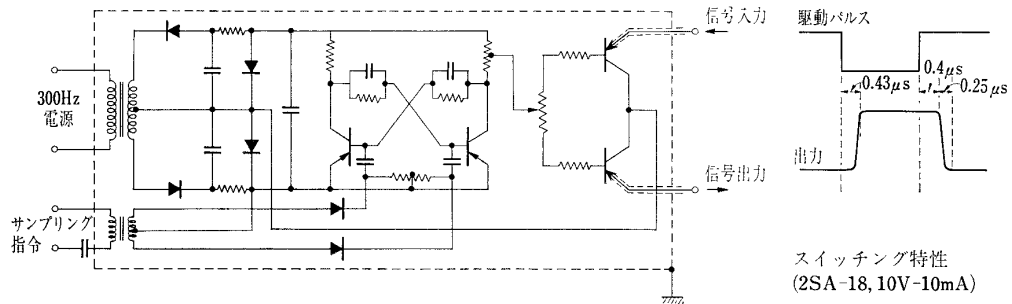 300Hz
電源
サンプリング
指令
信号入力
信号出力
駆動パルス
0.43μs
0.4μs
0.25μs
出力
スイッチング特性
(2SA-18, 10V-10mA)